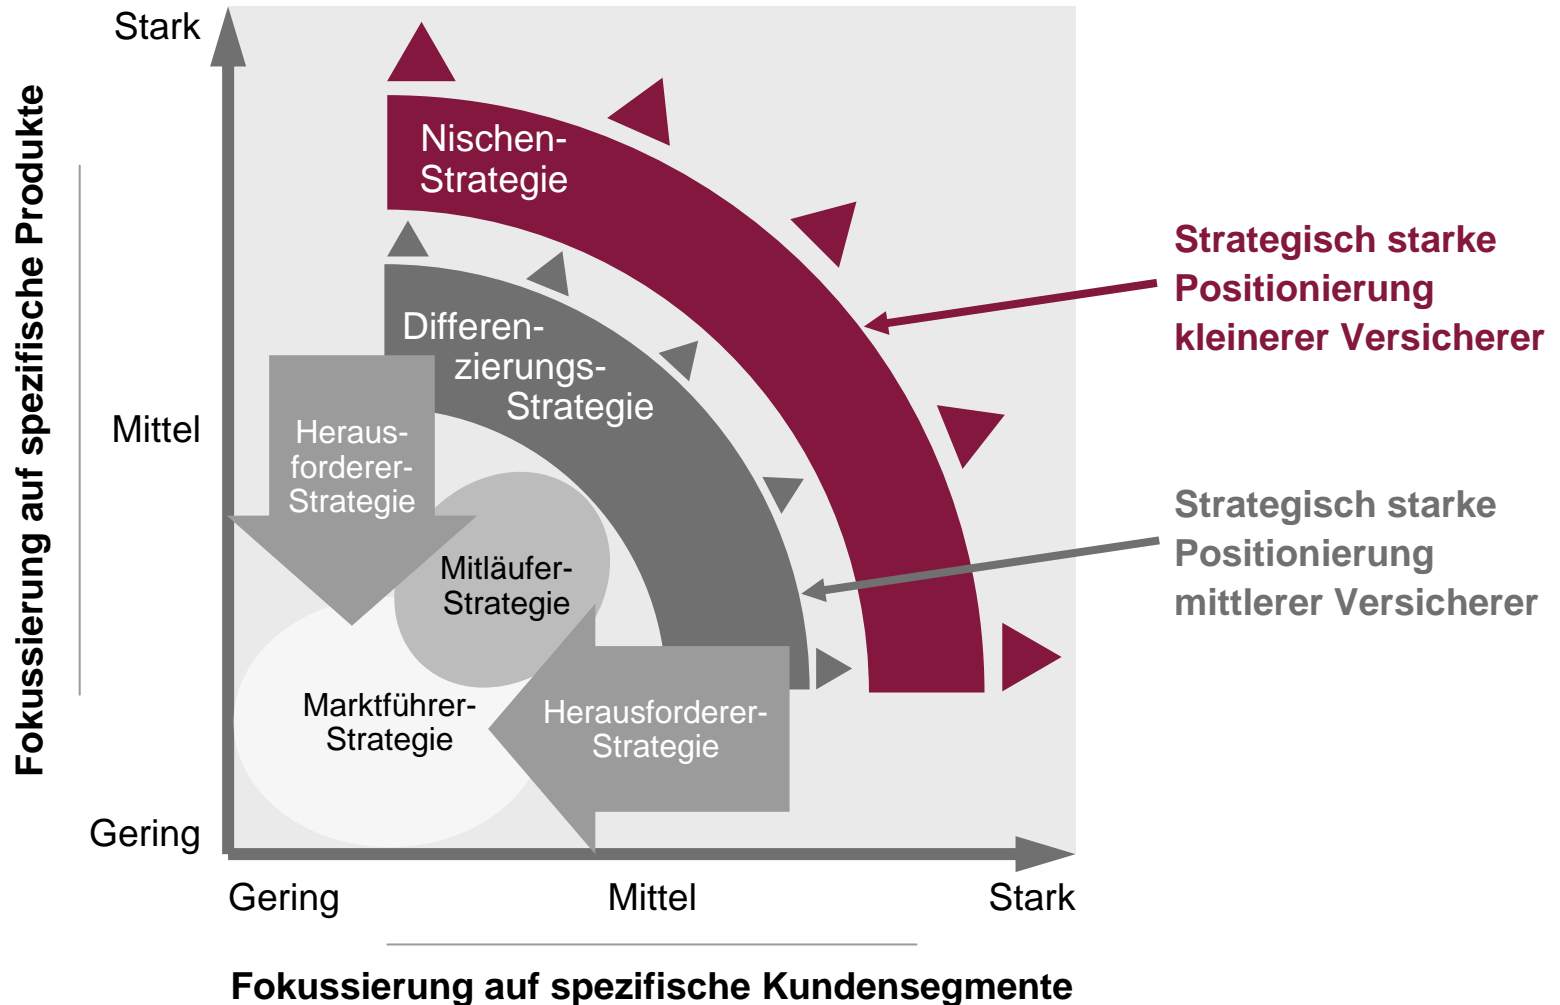 Stark
Fokussierung auf spezifische Produkte
Nischen-
Strategie
Strategisch starke
Positionierung
kleinerer Versicherer
Differen-
zierungs-
Strategie
Mittel
Heraus-
forderer-
Strategie
Strategisch starke
Positionierung
mittlerer Versicherer
Mitläufer-
Strategie
Marktführer-
Strategie
Herausforderer-
Strategie
Gering
Gering
Mittel
Stark
Fokussierung auf spezifische Kundensegmente